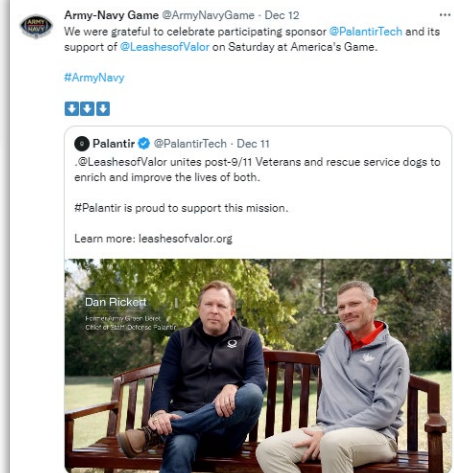 Army-Navy Game @ArmyNavyGame · Dec 12
We were grateful to celebrate participating sponsor @PalantirTech and its
support of @LeashesofValor on Saturday at America's Game.
#ArmyNavy
Palantir @PalantirTech · Dec 11
.@LeashesofValor unites post-9/11 Veterans and rescue service dogs to
enrich and improve the lives of both.
#Palantir is proud to support this mission.
Learn more: leashesofvalor.org
Dan Rickett
Former Army Green Beret
Chief of Staff Defense Palantir
ARMY
NAVY